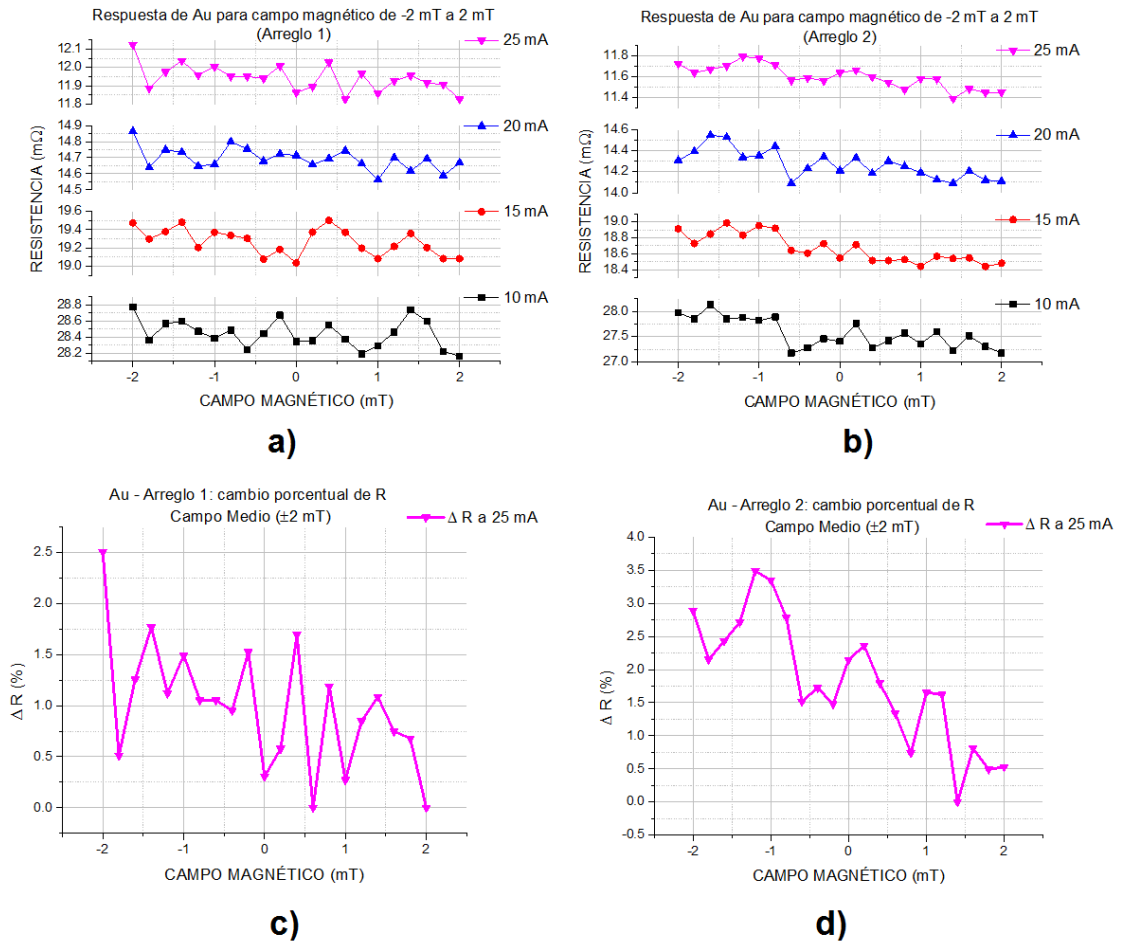 Respuesta de Au para campo magnético de -2 mT a 2 mT
(Arreglo 1)
25 mA
12.1
12.0
11.9
11.8
20 mA
14.9
14.8
14.7
14.6
14.5
15 mA
19.6
19.4
19.2
19.0
10 mA
28.8
28.6
28.4
28.2
RESISTENCIA (mΩ)
-2 -1 0 1 2
CAMPO MAGNÉTICO (mT)
a)
Respuesta de Au para campo magnético de -2 mT a 2 mT
(Arreglo 2)
25 mA
11.8
11.6
11.4
20 mA
14.6
14.4
14.2
14.0
15 mA
19.0
18.8
18.6
18.4
10 mA
28.0
27.5
27.0
RESISTENCIA (mΩ)
-2 -1 0 1 2
CAMPO MAGNÉTICO (mT)
b)
Au - Arreglo 1: cambio porcentual de R
Campo Medio (±2 mT)
Δ R a 25 mA
2.5
2.0
1.5
1.0
0.5
0.0
Δ R (%)
-2 -1 0 1 2
CAMPO MAGNÉTICO (mT)
c)
Au - Arreglo 2: cambio porcentual de R
Campo Medio (±2 mT)
Δ R a 25 mA
4.0
3.5
3.0
2.5
2.0
1.5
1.0
0.5
0.0
-0.5
Δ R (%)
-2 -1 0 1 2
CAMPO MAGNÉTICO (mT)
d)